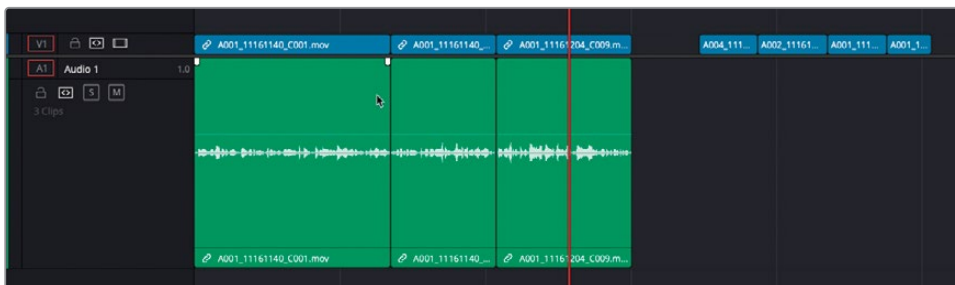 V1 A001_11161140_C001.mov A001_11161140_... A001_11161204_C009.m... A004_111... A002_11161... A001_111... A001_1...
A1 Audio 1 1.0
S M
3 Clips
A001_11161140_C001.mov A001_11161140_... A001_11161204_C009.m...